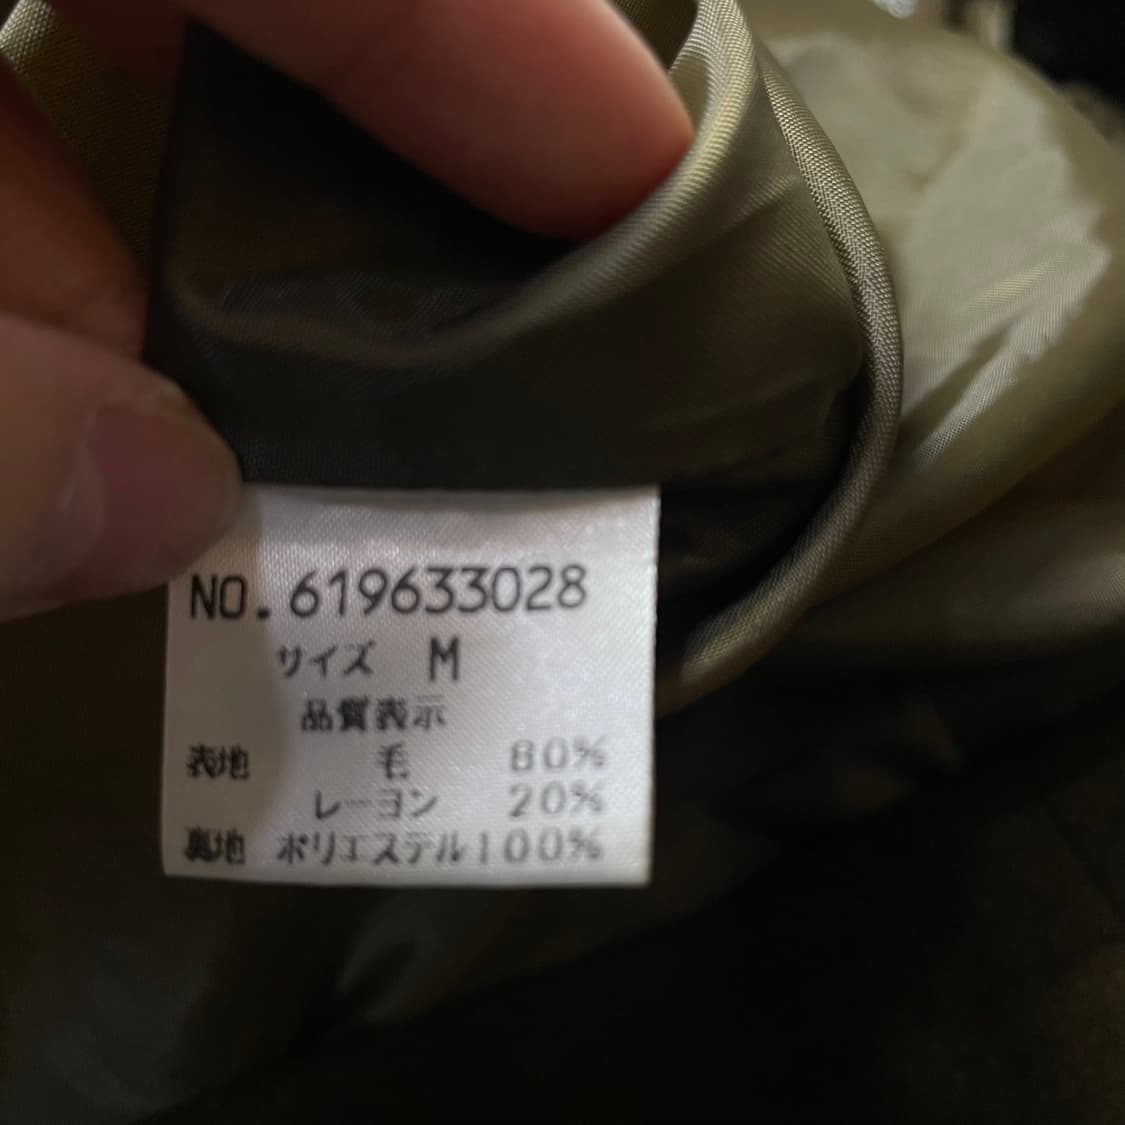 NO.619633028
サイズ M
品質表示
表地 毛 80%
レーヨン 20%
裏地 ポリエステル100%